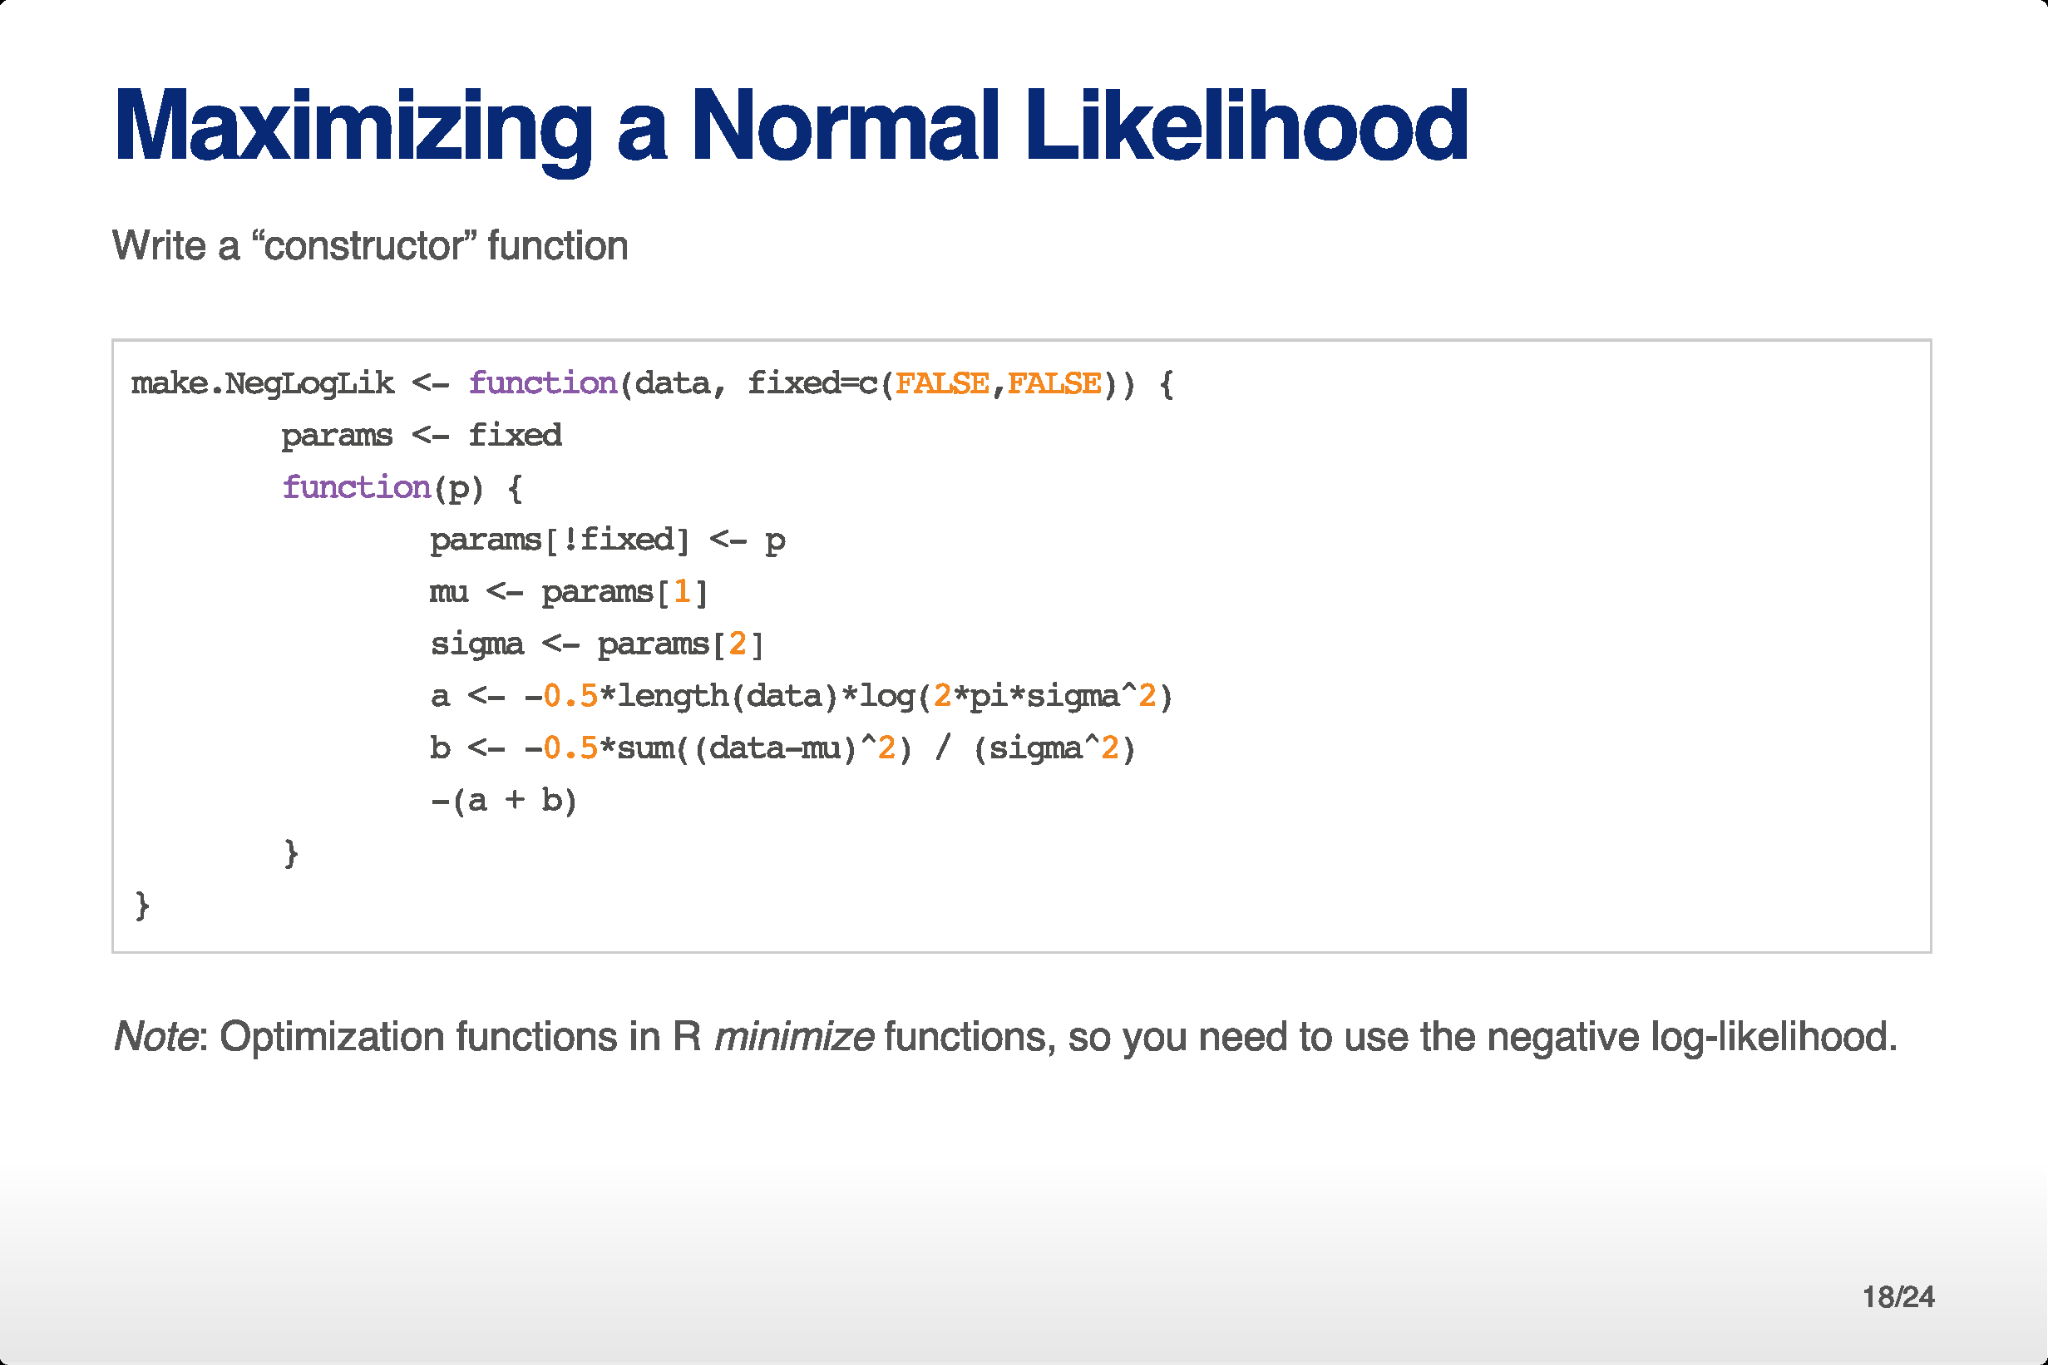 Maximizing a Normal Likelihood
Write a “constructor” function
make.NegLogLik <- function(data, fixed=c(FALSE,FALSE)) {
        params <- fixed
        function(p) {
                params[!fixed] <- p
                mu <- params[1]
                sigma <- params[2]
                a <- -0.5*length(data)*log(2*pi*sigma^2)
                b <- -0.5*sum((data-mu)^2) / (sigma^2)
                -(a + b)
        }
}
Note: Optimization functions in R minimize functions, so you need to use the negative log-likelihood.
18/24